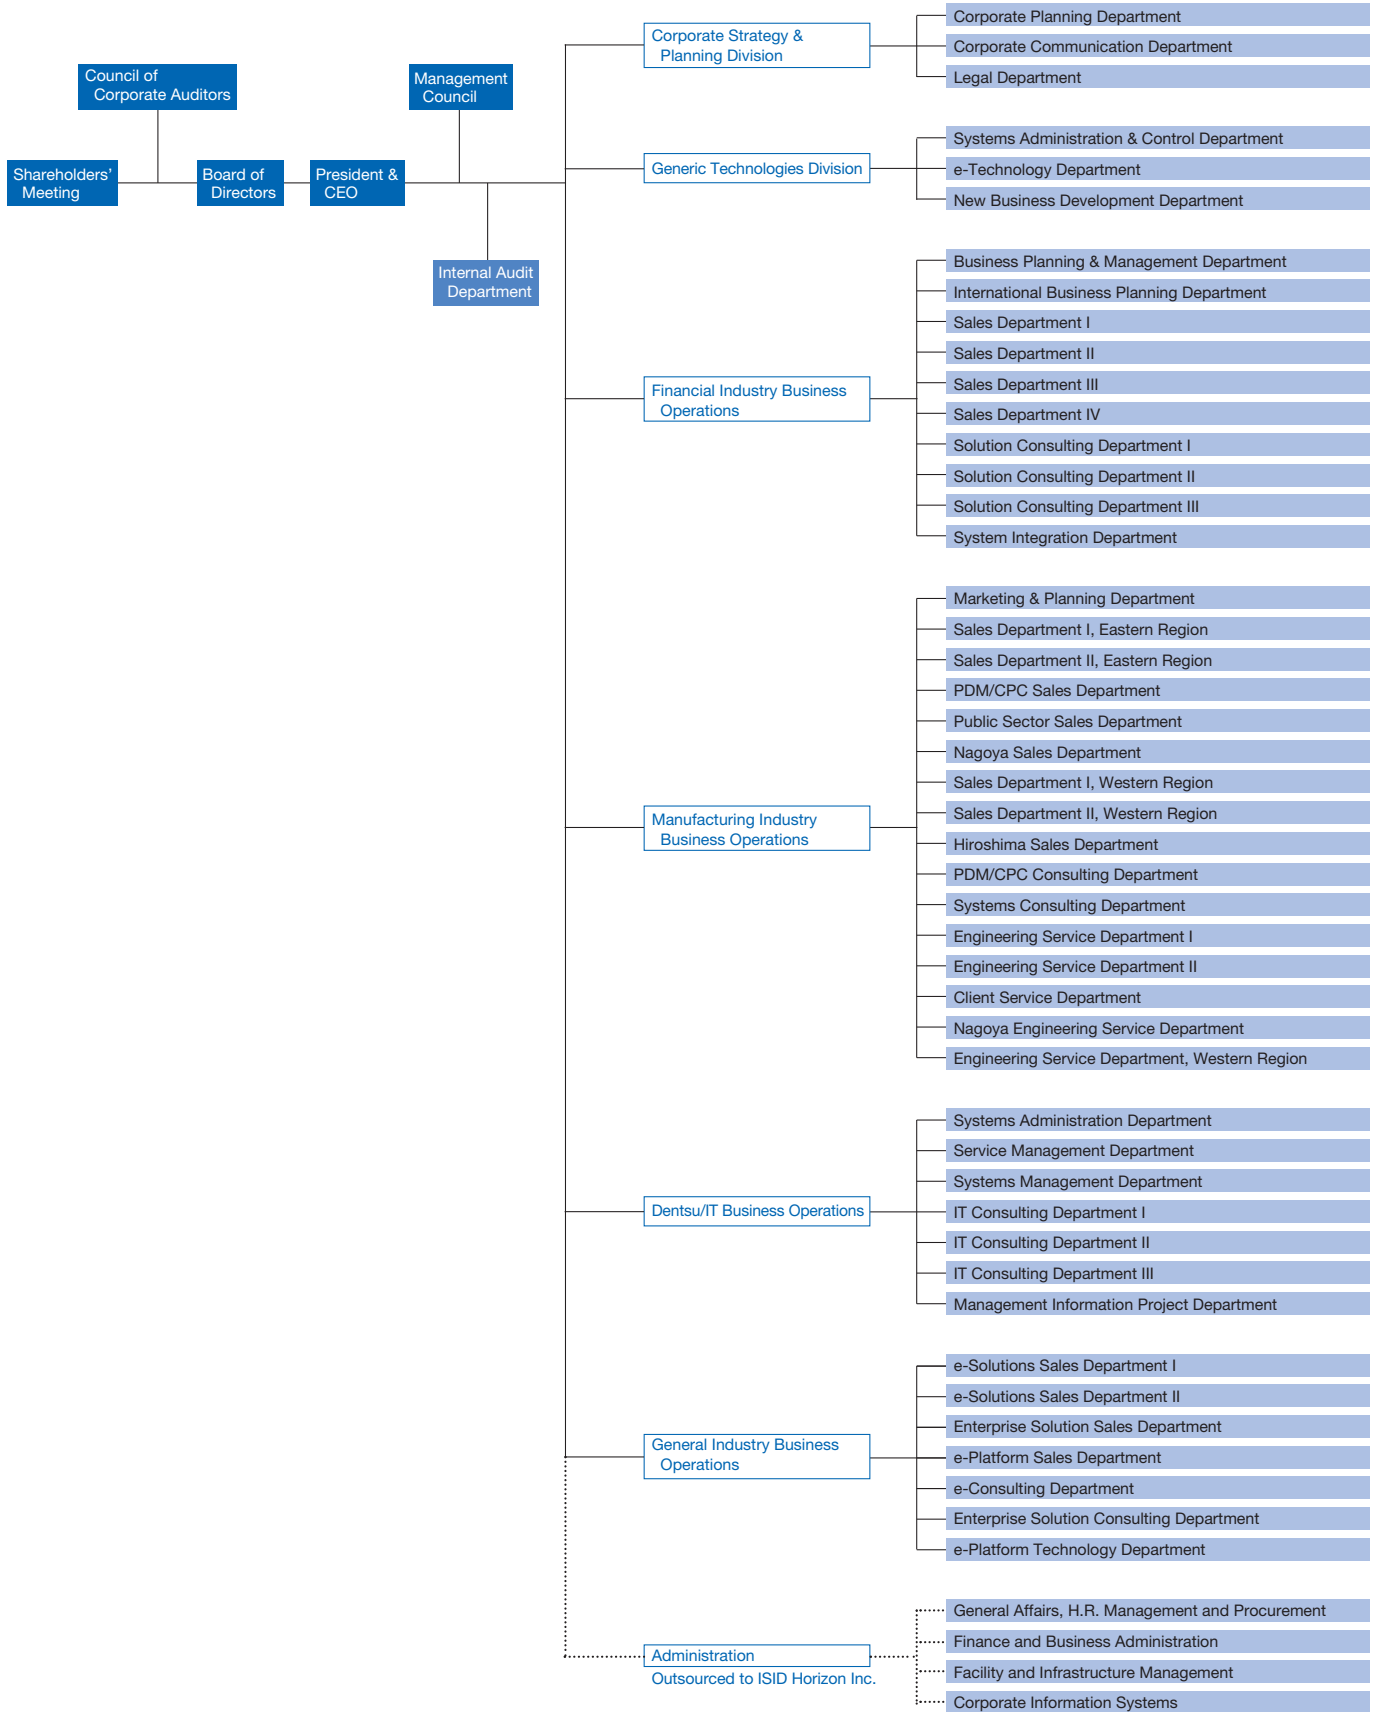 Council of
Corporate Auditors
Management
Council
Shareholders'
Meeting
Board of
Directors
President &
CEO
Internal Audit
Department
Corporate Strategy &
Planning Division
Corporate Planning Department
Corporate Communication Department
Legal Department
Generic Technologies Division
Systems Administration & Control Department
e-Technology Department
New Business Development Department
Financial Industry Business
Operations
Business Planning & Management Department
International Business Planning Department
Sales Department I
Sales Department II
Sales Department III
Sales Department IV
Solution Consulting Department I
Solution Consulting Department II
Solution Consulting Department III
System Integration Department
Manufacturing Industry
Business Operations
Marketing & Planning Department
Sales Department I, Eastern Region
Sales Department II, Eastern Region
PDM/CPC Sales Department
Public Sector Sales Department
Nagoya Sales Department
Sales Department I, Western Region
Sales Department II, Western Region
Hiroshima Sales Department
PDM/CPC Consulting Department
Systems Consulting Department
Engineering Service Department I
Engineering Service Department II
Client Service Department
Nagoya Engineering Service Department
Engineering Service Department, Western Region
Dentsu/IT Business Operations
Systems Administration Department
Service Management Department
Systems Management Department
IT Consulting Department I
IT Consulting Department II
IT Consulting Department III
Management Information Project Department
General Industry Business
Operations
e-Solutions Sales Department I
e-Solutions Sales Department II
Enterprise Solution Sales Department
e-Platform Sales Department
e-Consulting Department
Enterprise Solution Consulting Department
e-Platform Technology Department
Administration
Outsourced to ISID Horizon Inc.
General Affairs, H.R. Management and Procurement
Finance and Business Administration
Facility and Infrastructure Management
Corporate Information Systems